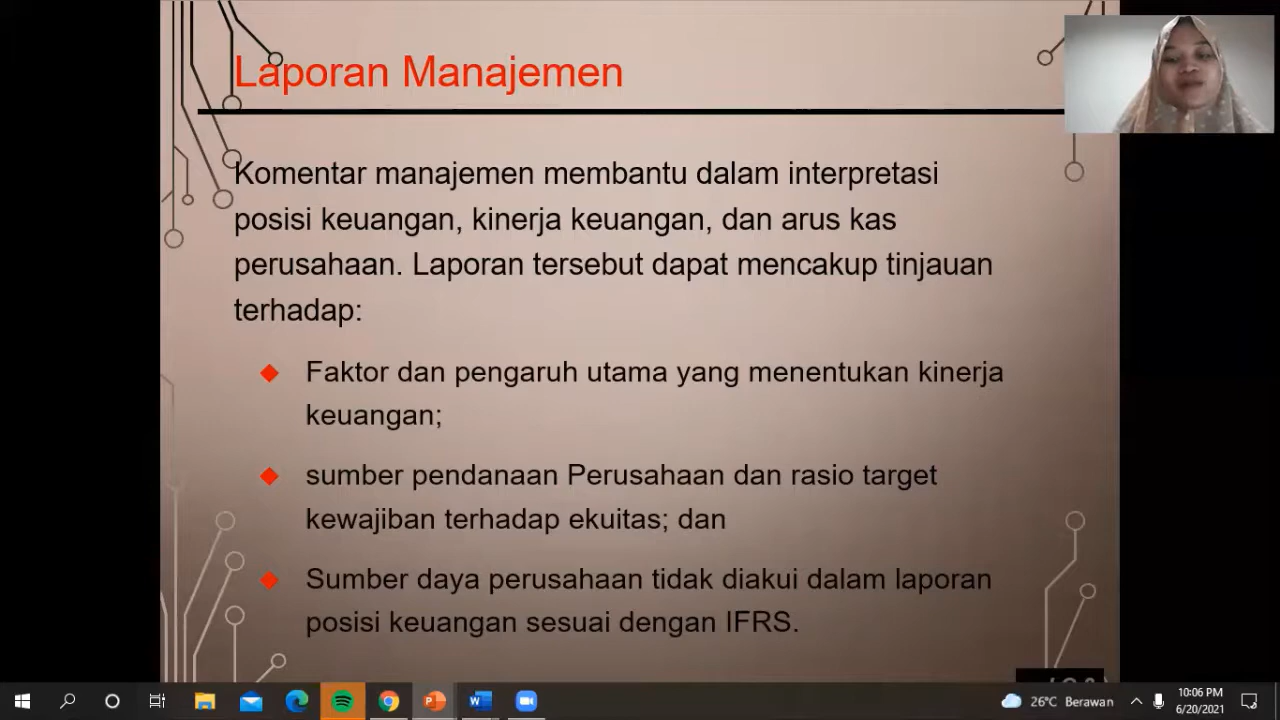 Laporan Manajemen
Komentar manajemen membantu dalam interpretasi
posisi keuangan, kinerja keuangan, dan arus kas
perusahaan. Laporan tersebut dapat mencakup tinjauan
terhadap:
Faktor dan pengaruh utama yang menentukan kinerja
keuangan;
sumber pendanaan Perusahaan dan rasio target
kewajiban terhadap ekuitas; dan
Sumber daya perusahaan tidak diakui dalam laporan
posisi keuangan sesuai dengan IFRS.
26°C Berawan
10:06 PM
6/20/2021